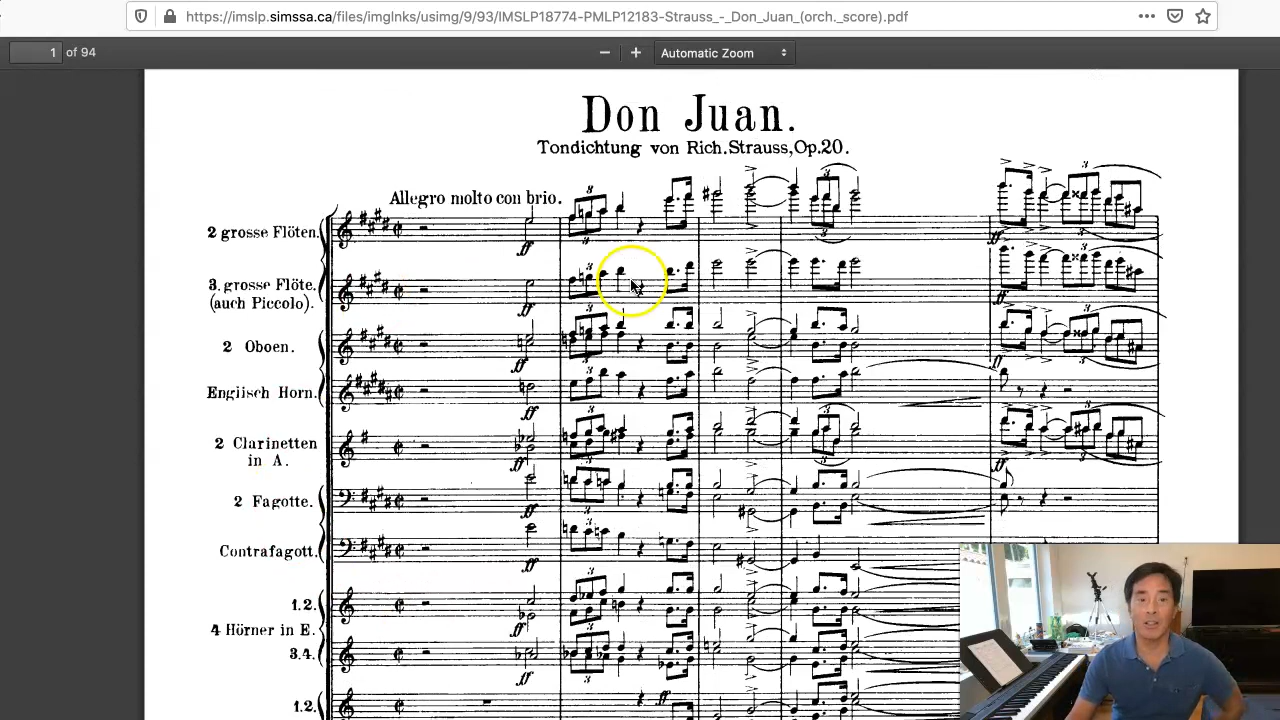 https://imslp.simssa.ca/files/imglnks/usimg/9/93/IMSLP18774-PMLP12183-Strauss_-_Don_Juan_(orch._score).pdf
1 of 94
Automatic Zoom
Don Juan.
Tondichtung von Rich. Strauss, Op. 20.
Allegro molto con brio.
2 grosse Flöten.
3. grosse Flöte.
(auch Piccolo).
2 Oboen.
Englisch Horn.
2 Clarinetten
in A.
2 Fagotte.
Contrafagott.
1. 2.
4 Hörner in E.
3. 4.
1. 2.